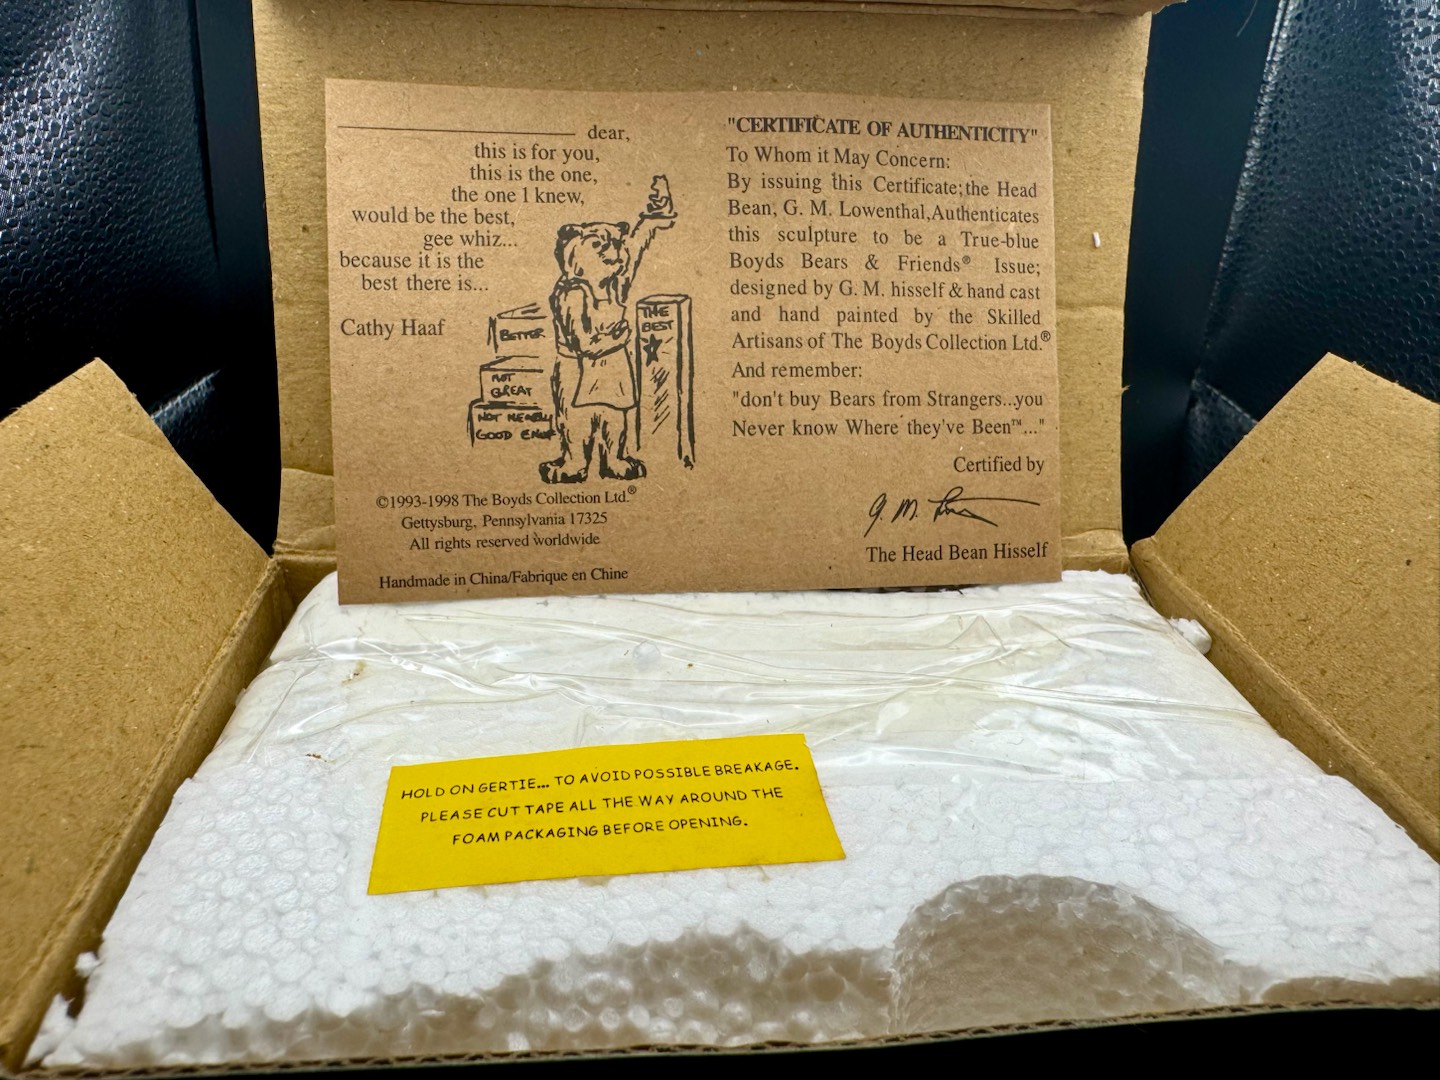 dear,
this is for you,
this is the one,
the one I knew,
would be the best,
gee whiz...
because it is the
best there is...
Cathy Haaf
BETTER
NOT
GREAT
NOT NEARLY
GOOD
THE
BEST
©1993-1998 The Boyds Collection Ltd.®
Gettysburg, Pennsylvania 17325
All rights reserved worldwide
Handmade in China/Fabrique en Chine
"CERTIFICATE OF AUTHENTICITY"
To Whom it May Concern:
By issuing this Certificate; the Head
Bean, G. M. Lowenthal, Authenticates
this sculpture to be a True-blue
Boyds Bears & Friends® Issue;
designed by G. M. hisself & hand cast
and hand painted by the Skilled
Artisans of The Boyds Collection Ltd.®
And remember:
"don't buy Bears from Strangers...you
Never know Where they've Been™..."
Certified by
G. M.
The Head Bean Hisself
HOLD ON GERTIE... TO AVOID POSSIBLE BREAKAGE.
PLEASE CUT TAPE ALL THE WAY AROUND THE
FOAM PACKAGING BEFORE OPENING.